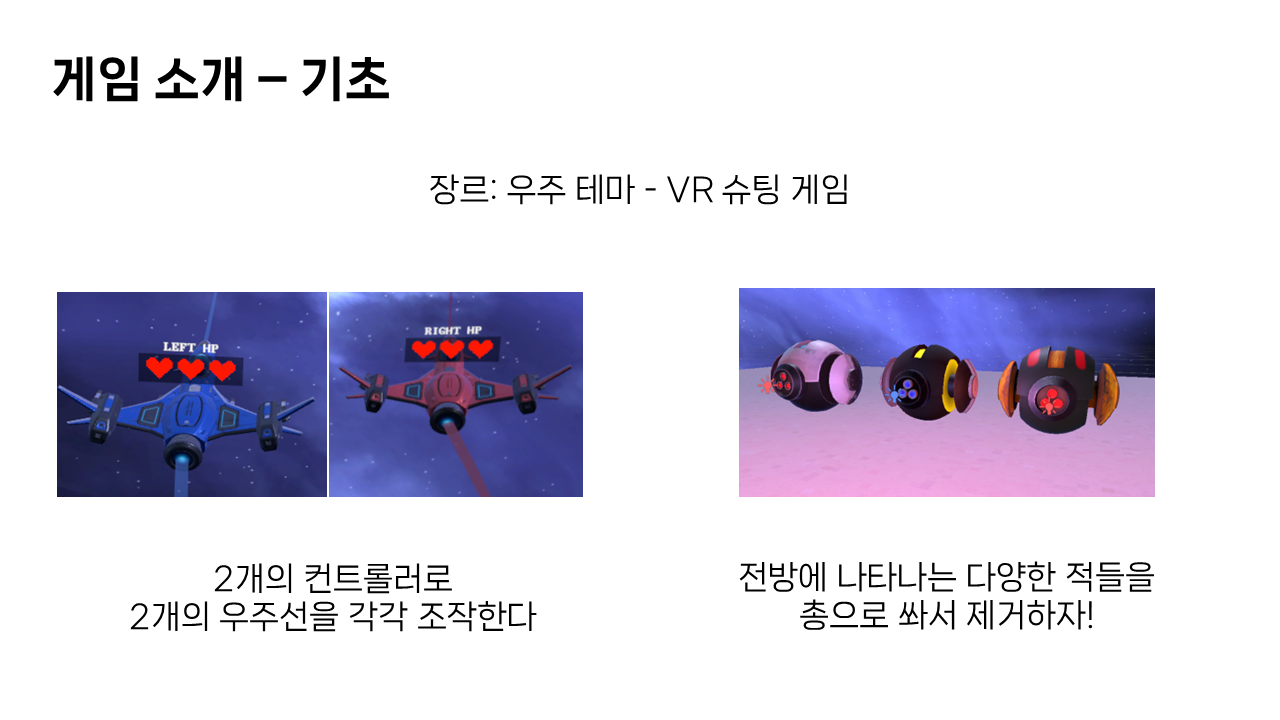 게임 소개 – 기초
장르: 우주 테마 - VR 슈팅 게임
LEFT HP
RIGHT HP
2개의 컨트롤러로
2개의 우주선을 각각 조작한다
전방에 나타나는 다양한 적들을
총으로 쏴서 제거하자!